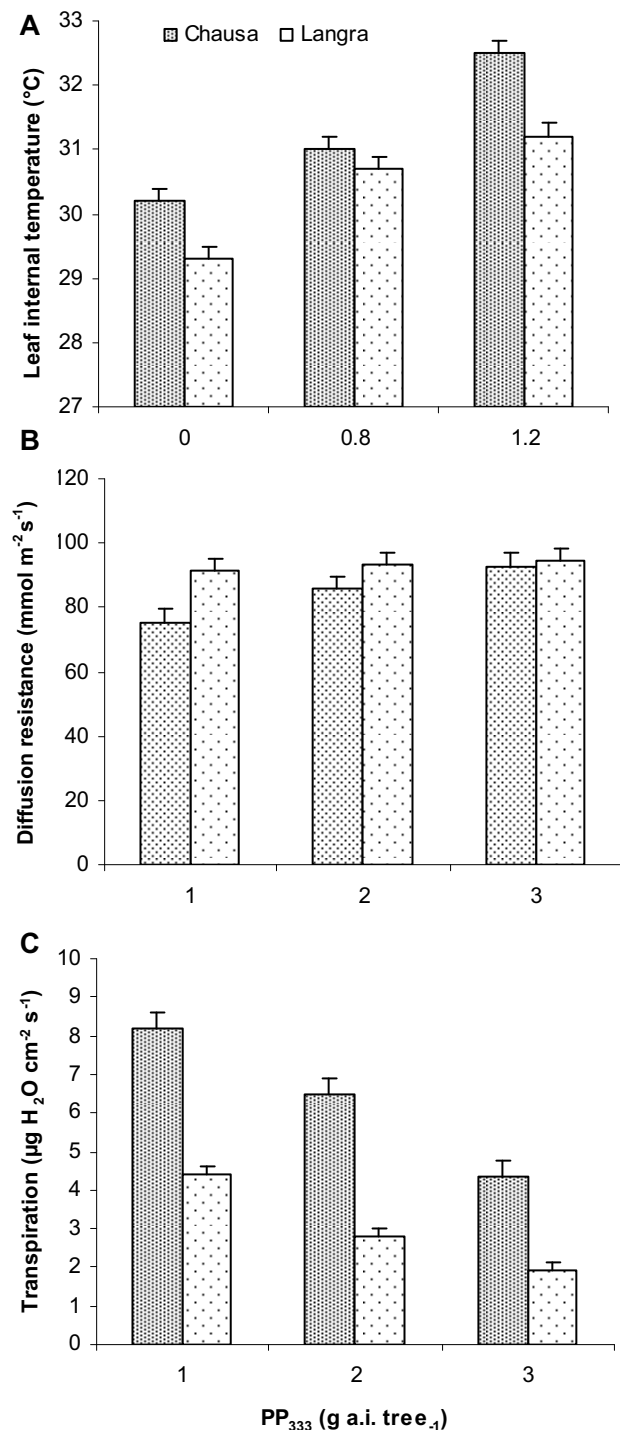 A
Chausa Langra
Leaf internal temperature (°C)
33
32
31
30
29
28
27
0 0.8 1.2
B
Diffusion resistance (mmol m⁻² s⁻¹)
120
100
80
60
40
20
0
1 2 3
C
Transpiration (µg H₂O cm⁻² s⁻¹)
10
9
8
7
6
5
4
3
2
1
0
1 2 3
PP₃₃₃ (g a.i. tree₋₁)